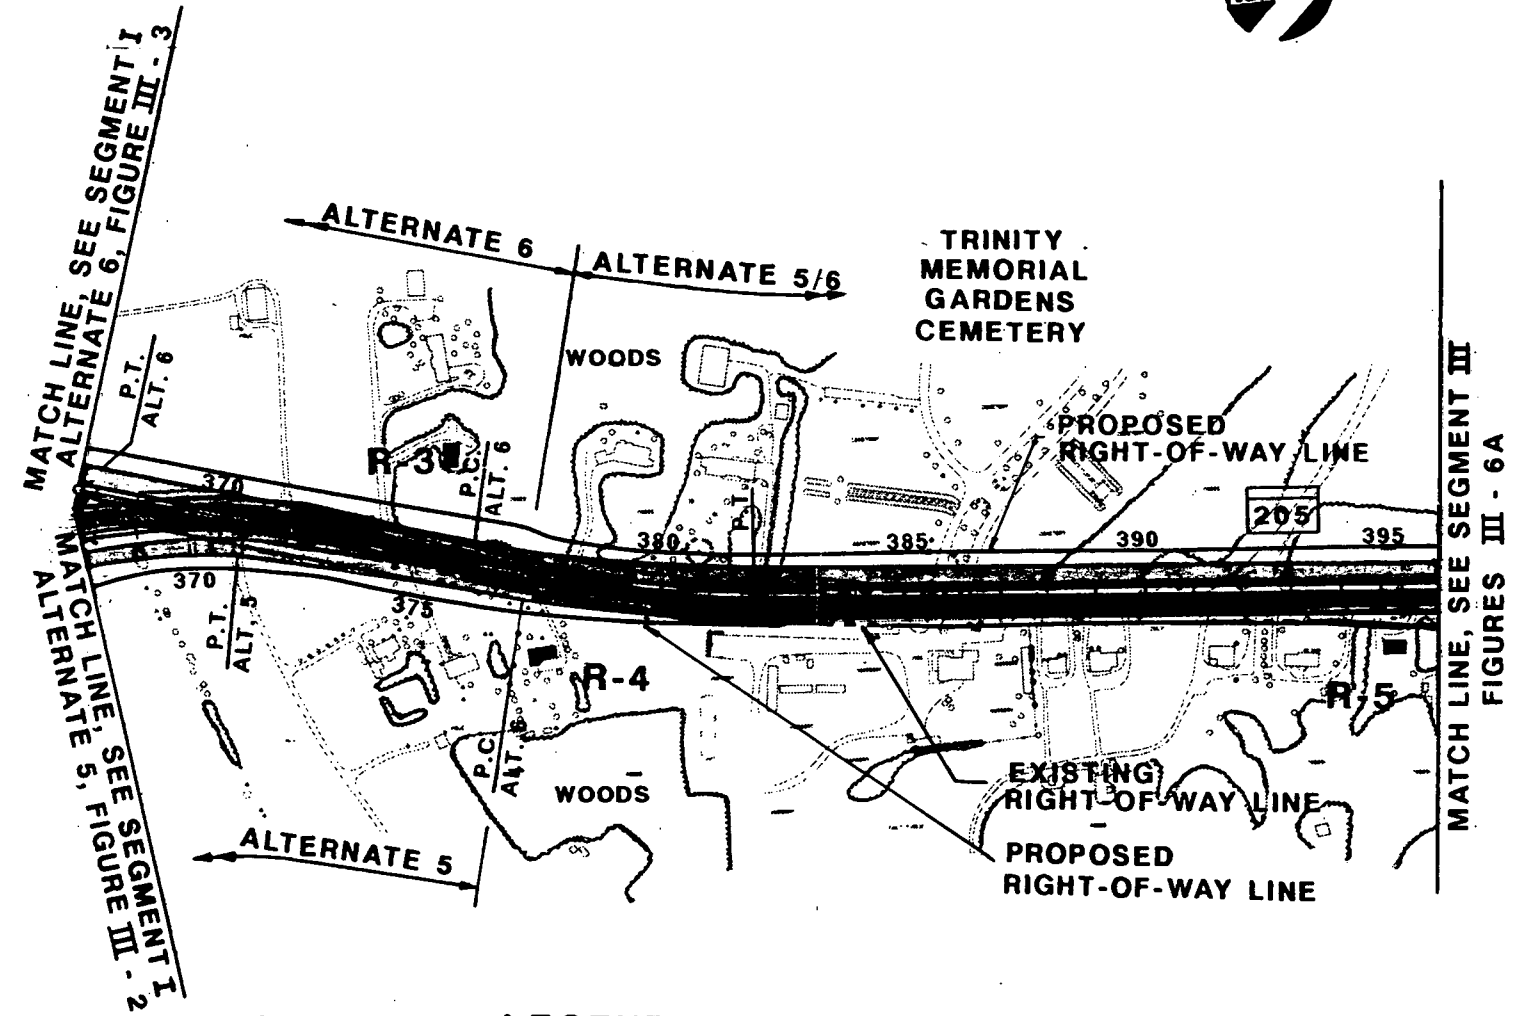 MATCH LINE, SEE SEGMENT I
ALTERNATE 6, FIGURE III - 3
ALTERNATE 6
ALTERNATE 5/6
TRINITY
MEMORIAL
GARDENS
CEMETERY
P.T.
ALT. 6
WOODS
PROPOSED
RIGHT-OF-WAY LINE
R-3
P.C.
ALT. 6
370
P.T.
205
380
385
390
395
370
375
P.T.
ALT. 5
R-4
R-5
P.C.
WOODS
EXISTING
RIGHT-OF-WAY LINE
PROPOSED
RIGHT-OF-WAY LINE
ALTERNATE 5
MATCH LINE, SEE SEGMENT I
ALTERNATE 5, FIGURE III - 2
MATCH LINE, SEE SEGMENT III
FIGURES III - 6A